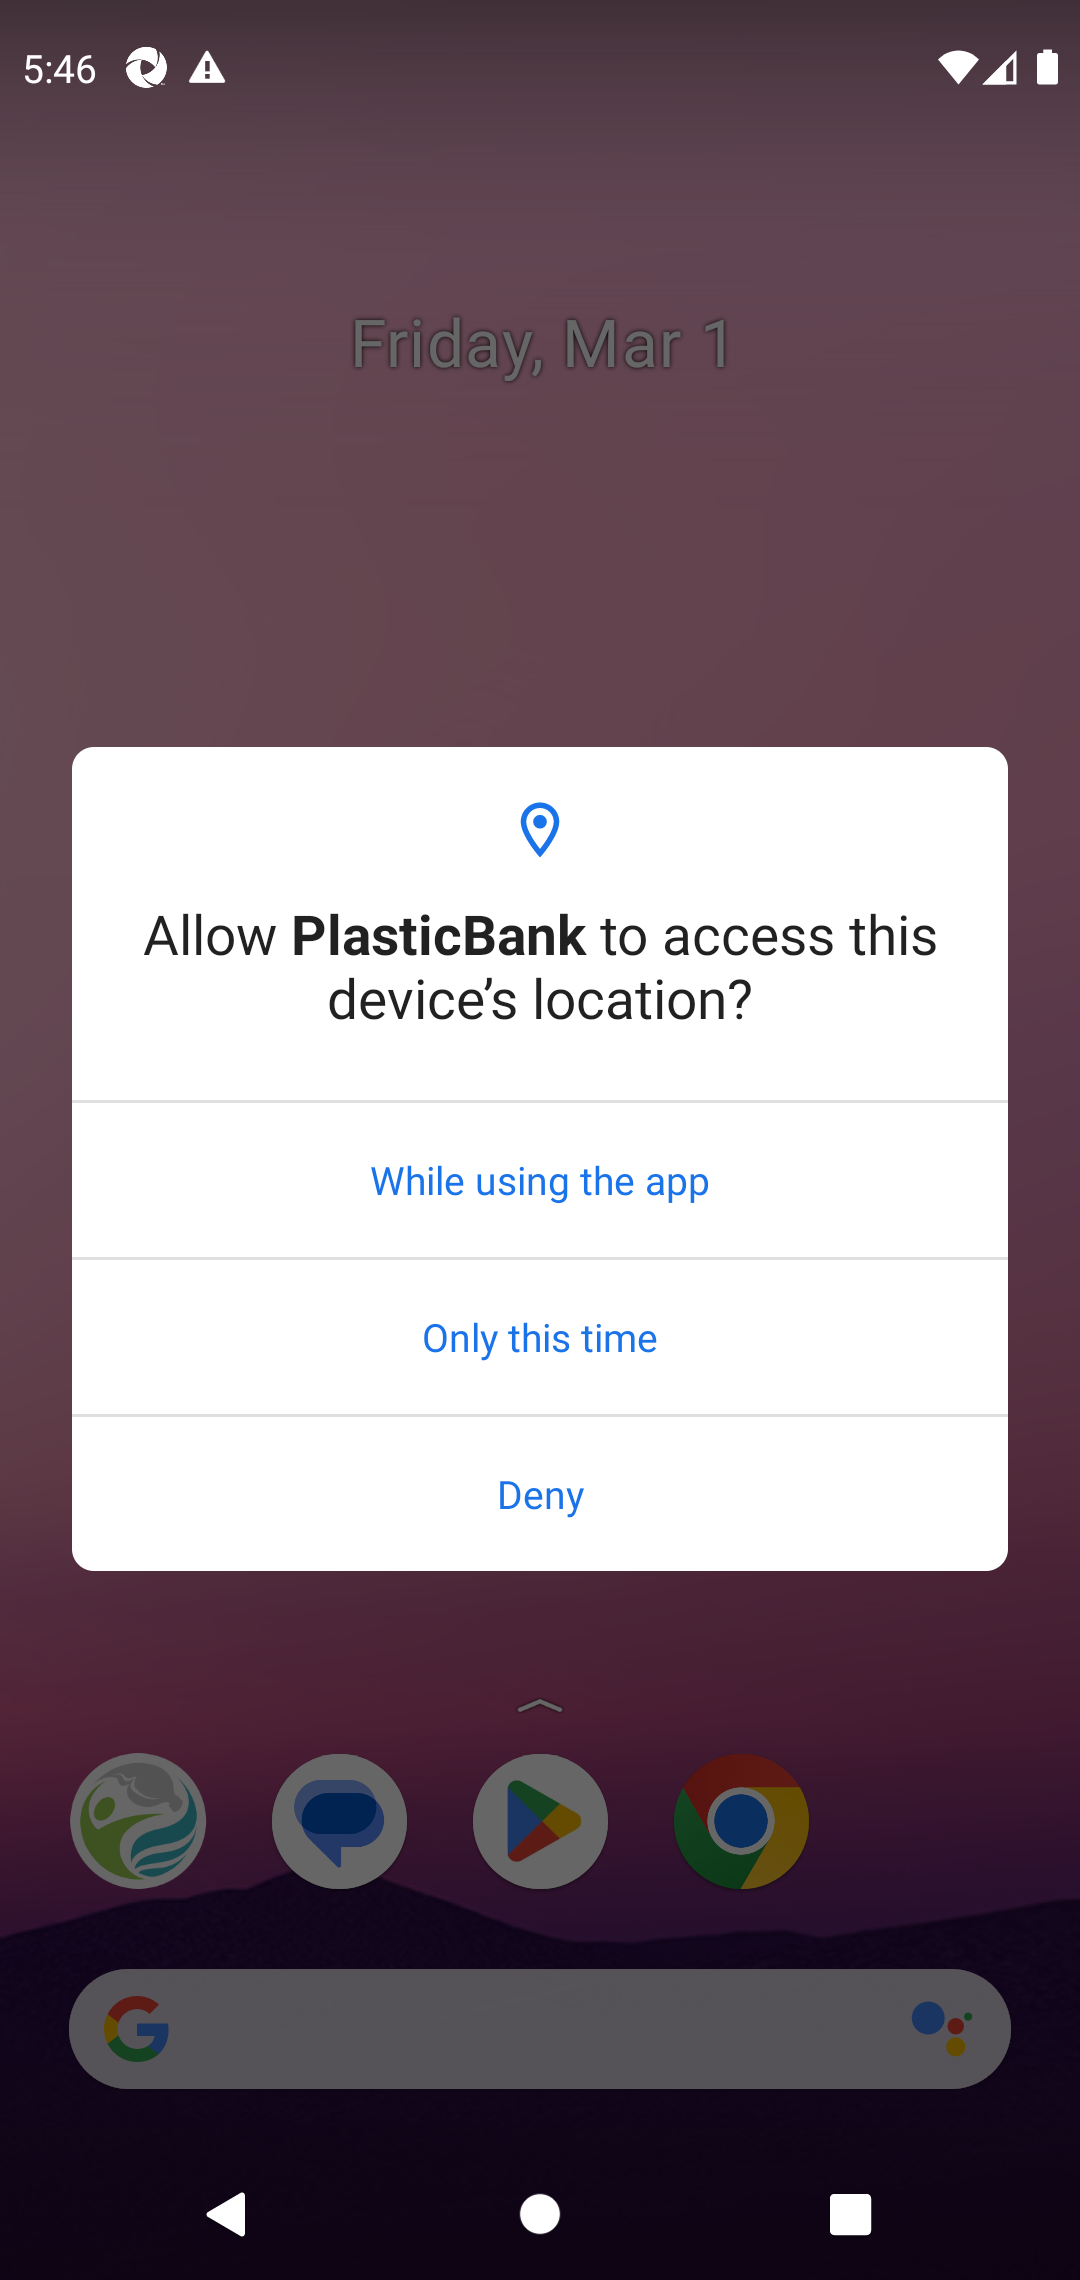 5:46
Friday, Mar 1
Allow PlasticBank to access this
device’s location?
While using the app
Only this time
Deny